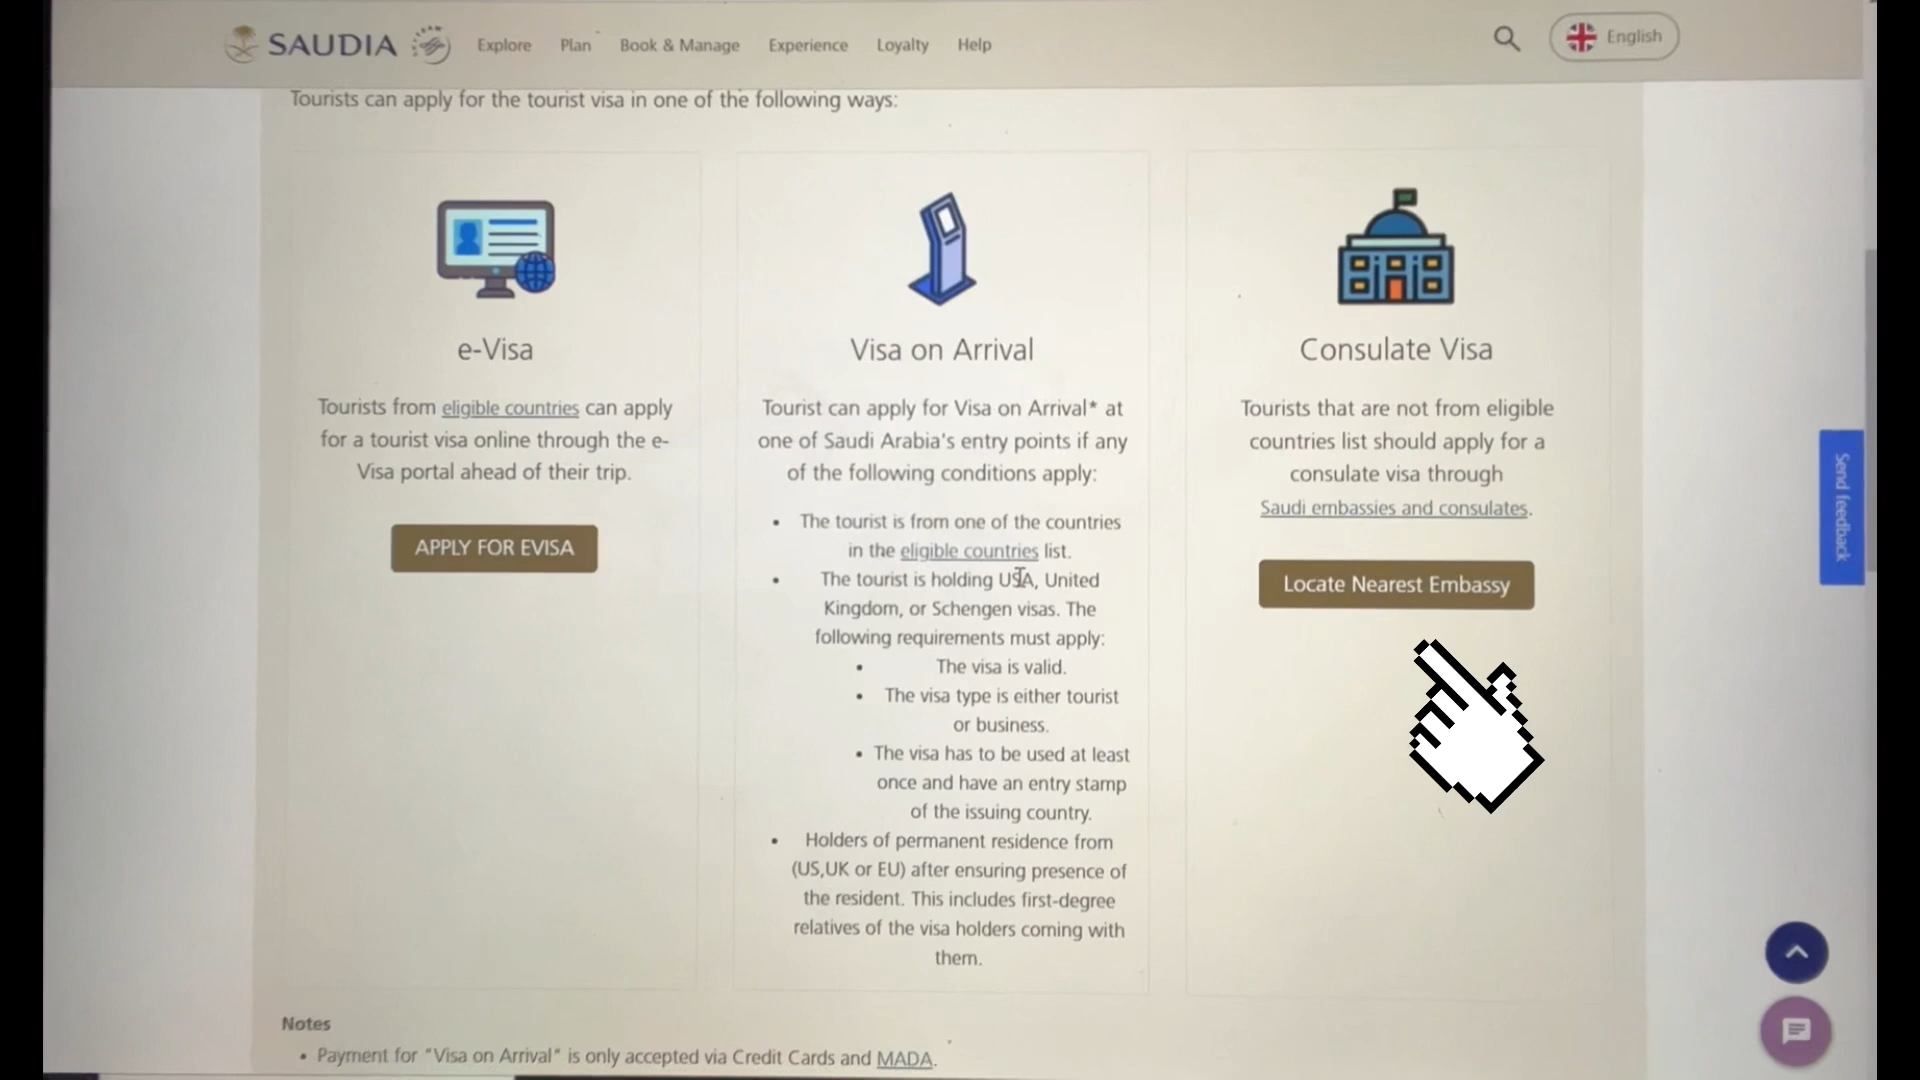 SAUDIA
Explore Plan Book & Manage Experience Loyalty Help
English
Tourists can apply for the tourist visa in one of the following ways:
e-Visa
Tourists from eligible countries can apply
for a tourist visa online through the e-
Visa portal ahead of their trip.
APPLY FOR EVISA
Visa on Arrival
Tourist can apply for Visa on Arrival* at
one of Saudi Arabia's entry points if any
of the following conditions apply:
• The tourist is from one of the countries
in the eligible countries list.
• The tourist is holding USA, United
Kingdom, or Schengen visas. The
following requirements must apply:
• The visa is valid.
• The visa type is either tourist
or business.
• The visa has to be used at least
once and have an entry stamp
of the issuing country.
• Holders of permanent residence from
(US,UK or EU) after ensuring presence of
the resident. This includes first-degree
relatives of the visa holders coming with
them.
Consulate Visa
Tourists that are not from eligible
countries list should apply for a
consulate visa through
Saudi embassies and consulates.
Locate Nearest Embassy
Send feedback
Notes
• Payment for "Visa on Arrival" is only accepted via Credit Cards and MADA.